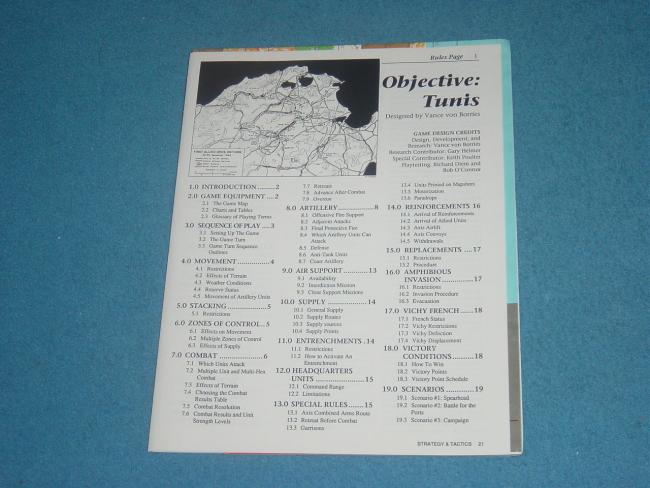 Rules Page 1
Objective:
Tunis
Designed by Vance von Borries
GAME DESIGN CREDITS
Design, Development, and
Research: Vance von Borries
Research Contributor: Gary Helmer
Special Contributor: Keith Poulter
Playtesting: Richard Diem and
Rob O'Connor
1.0 INTRODUCTION.........2
2.0 GAME EQUIPMENT...2
2.1 The Game Map
2.2 Charts and Tables
2.3 Glossary of Playing Terms
3.0 SEQUENCE OF PLAY....3
3.1 Setting Up The Game
3.2 The Game Turn
3.3 Game Turn Sequence
Outlines
4.0 MOVEMENT...............4
4.1 Restrictions
4.2 Effects of Terrain
4.3 Weather Conditions
4.4 Reserve Status
4.5 Movement of Artillery Units
5.0 STACKING.................5
5.1 Restrictions
6.0 ZONES OF CONTROL..5
6.1 Effects on Movement
6.2 Multiple Zones of Control
6.3 Effects of Supply
7.0 COMBAT....................6
7.1 Which Units Attack
7.2 Multiple Unit and Multi-Hex
Combat
7.3 Effects of Terrain
7.4 Choosing the Combat
Results Table
7.5 Combat Resolution
7.6 Combat Results and Unit
Strength Levels
7.7 Retreats
7.8 Advance After Combat
7.9 Overrun
8.0 ARTILLERY.................8
8.1 Offensive Fire Support
8.2 Adjacent Attacks
8.3 Final Protective Fire
8.4 Which Artillery Units Can
Attack
8.5 Defense
8.6 Anti-Tank Units
8.7 Coast Artillery
9.0 AIR SUPPORT............13
9.1 Availability
9.2 Interdiction Mission
9.3 Close Support Missions
10.0 SUPPLY...................14
10.1 General Supply
10.2 Supply Routes
10.3 Supply sources
10.4 Supply Points
11.0 ENTRENCHMENTS..14
11.1 Restrictions
11.2 How to Activate An
Entrenchment
12.0 HEADQUARTERS
UNITS......................15
12.1 Command Range
12.2 Limitations
13.0 SPECIAL RULES......15
13.1 Axis Combined Arms Route
13.2 Retreat Before Combat
13.3 Garrisons
13.4 Units Printed on Mapsheet
13.5 Motorization
13.6 Paradrops
14.0 REINFORCEMENTS 16
14.1 Arrival of Reinforcements
14.2 Arrival of Allied Units
14.3 Axis Airlift
14.4 Axis Convoys
14.5 Withdrawals
15.0 REPLACEMENTS....17
15.1 Restrictions
15.2 Procedure
16.0 AMPHIBIOUS
INVASION................17
16.1 Restrictions
16.2 Invasion Procedure
16.3 Evacuation
17.0 VICHY FRENCH......18
17.1 French Status
17.2 Vichy Restrictions
17.3 Vichy Defection
17.4 Vichy Displacement
18.0 VICTORY
CONDITIONS...........18
18.1 How To Win
18.2 Victory Points
18.3 Victory Point Schedule
19.0 SCENARIOS............19
19.1 Scenario #1: Spearhead
19.2 Scenario #2: Battle for the
Ports
19.3 Scenario #3: Campaign
STRATEGY & TACTICS 21